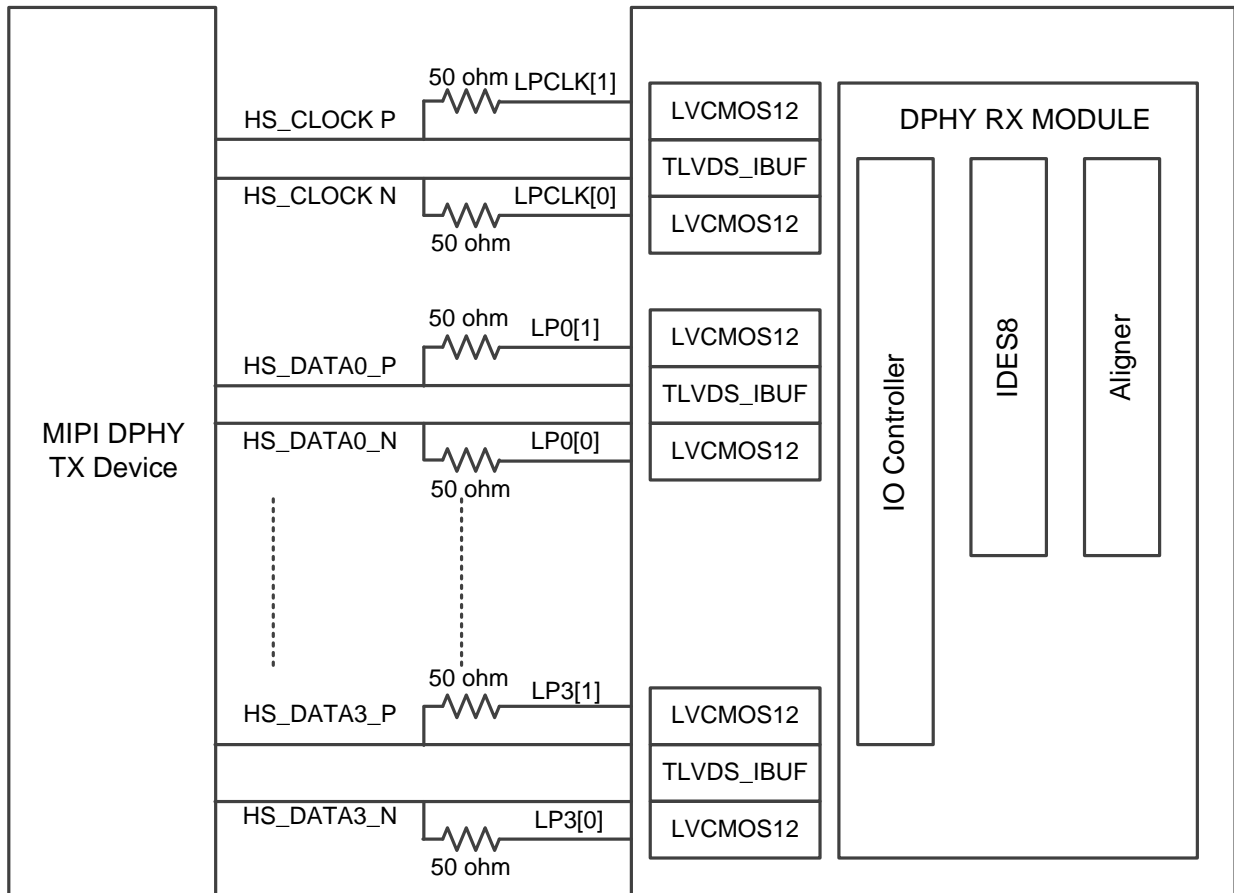 50 ohm
LPCLK[1]
HS_CLOCK P
HS_CLOCK N
LPCLK[0]
50 ohm
LVCMOS12
TLVDS_IBUF
LVCMOS12
DPHY RX MODULE
50 ohm
LP0[1]
HS_DATA0_P
HS_DATA0_N
LP0[0]
50 ohm
LVCMOS12
TLVDS_IBUF
LVCMOS12
MIPI DPHY
TX Device
IO Controller
IDES8
Aligner
50 ohm
LP3[1]
HS_DATA3_P
HS_DATA3_N
LP3[0]
50 ohm
LVCMOS12
TLVDS_IBUF
LVCMOS12